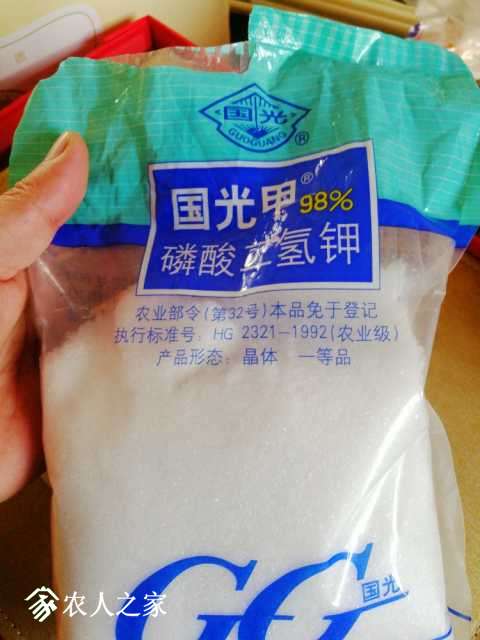 国光
GUOGUANG®
国光甲®
98%
磷酸二氢钾
农业部令(第32号)本品免于登记
执行标准号: HG 2321-1992(农业级)
产品形态: 晶体 一等品
GG
国光
农人之家